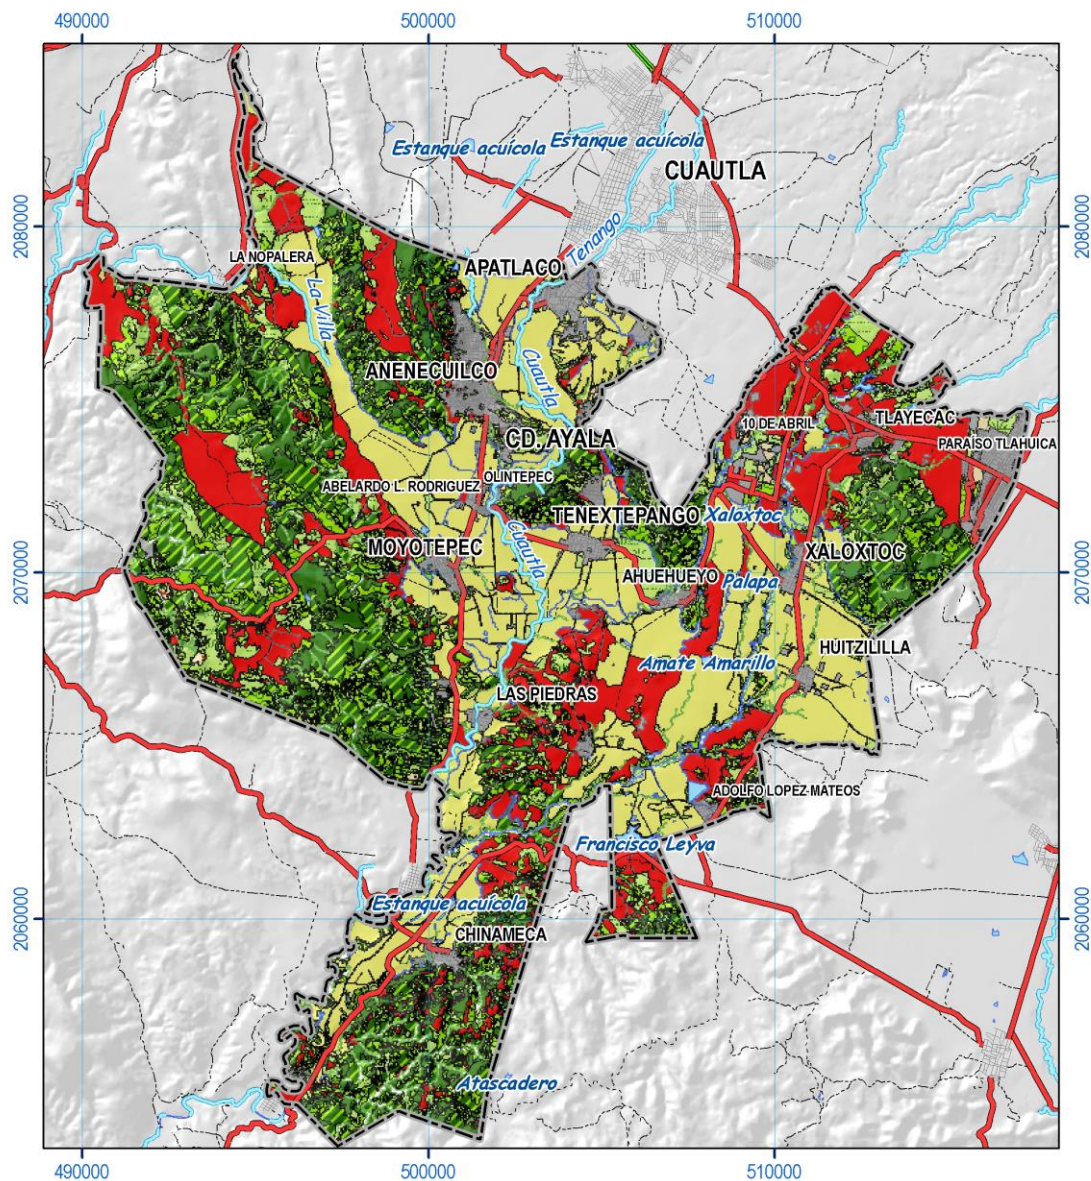 490000
500000
510000
Estanque acuícola
Estanque acuícola
CUAUTLA
2080000
2080000
Tenango
LA NOPALERA
APATLACO
La Villa
ANENECUILCO
Cuautla
TLAYECAC
10 DE ABRIL
CD. AYALA
PARAÍSO TLAHUICA
OLINTEPEC
ABELARDO L. RODRIGUEZ
TENEXTEPANGO
Xaloxtoc
Cuautla
MOYOTEPEC
XALOXTOC
2070000
2070000
AHUEHUEYO
Palapa
HUITZILILLA
Amate Amarillo
LAS PIEDRAS
ADOLFO LOPEZ MATEOS
Francisco Leyva
2060000
2060000
Estanque acuícola
CHINAMECA
Atascadero
490000
500000
510000